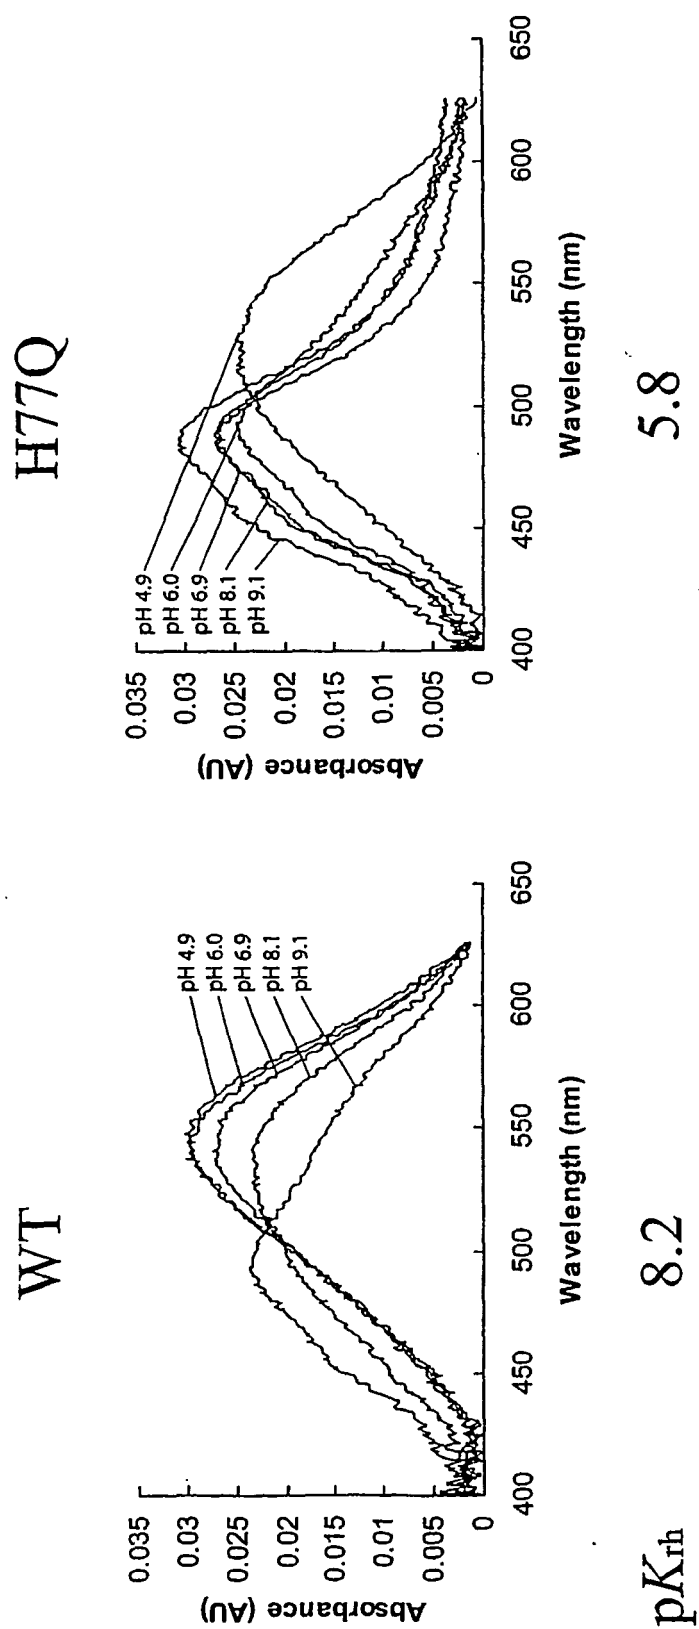 WT
H77Q
Absorbance (AU)
0.035
0.03
0.025
0.02
0.015
0.01
0.005
0
400
450
500
550
600
650
Wavelength (nm)
pH 4.9
pH 6.0
pH 6.9
pH 8.1
pH 9.1
Absorbance (AU)
0.035
0.03
0.025
0.02
0.015
0.01
0.005
0
400
450
500
550
600
650
Wavelength (nm)
pH 4.9
pH 6.0
pH 6.9
pH 8.1
pH 9.1
pKrh 8.2 5.8